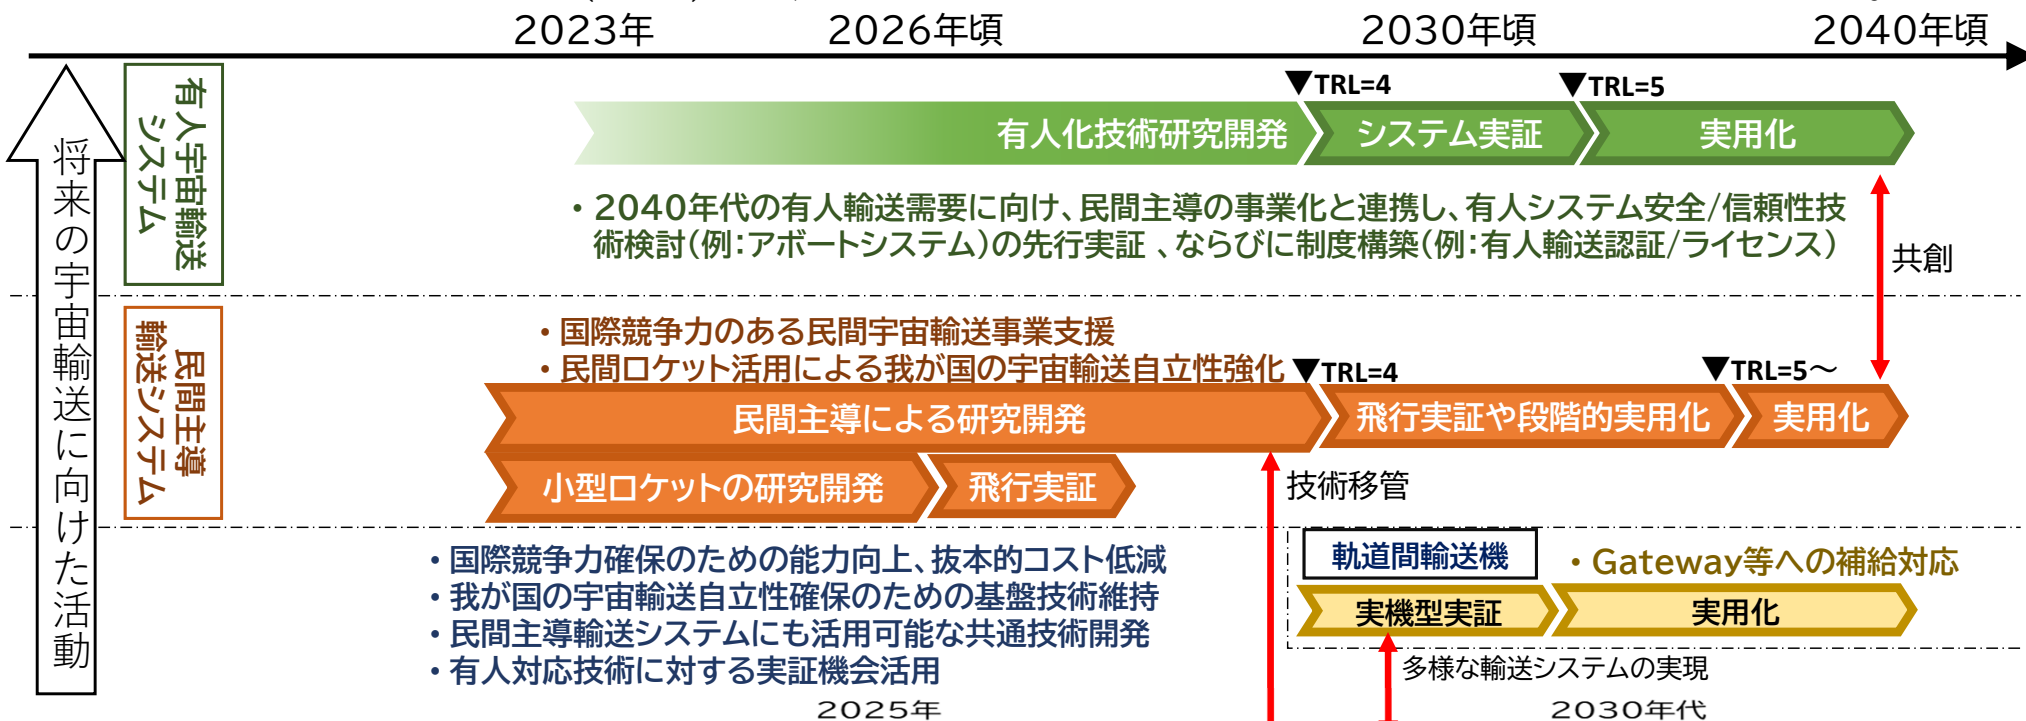 2023年
2026年頃
2030年頃
2040年頃
将来の宇宙輸送に向けた活動
有人宇宙輸送
システム
▼TRL=4
▼TRL=5
有人化技術研究開発
システム実証
実用化
・2040年代の有人輸送需要に向け、民間主導の事業化と連携し、有人システム安全/信頼性技
術検討(例:アボートシステム)の先行実証 、ならびに制度構築(例:有人輸送認証/ライセンス)
共創
民間主導
輸送システム
・国際競争力のある民間宇宙輸送事業支援
・民間ロケット活用による我が国の宇宙輸送自立性強化
▼TRL=4
▼TRL=5～
民間主導による研究開発
飛行実証や段階的実用化
実用化
小型ロケットの研究開発
飛行実証
技術移管
・国際競争力確保のための能力向上、抜本的コスト低減
・我が国の宇宙輸送自立性確保のための基盤技術維持
・民間主導輸送システムにも活用可能な共通技術開発
・有人対応技術に対する実証機会活用
軌道間輸送機
・Gateway等への補給対応
実機型実証
実用化
多様な輸送システムの実現
2025年
2030年代